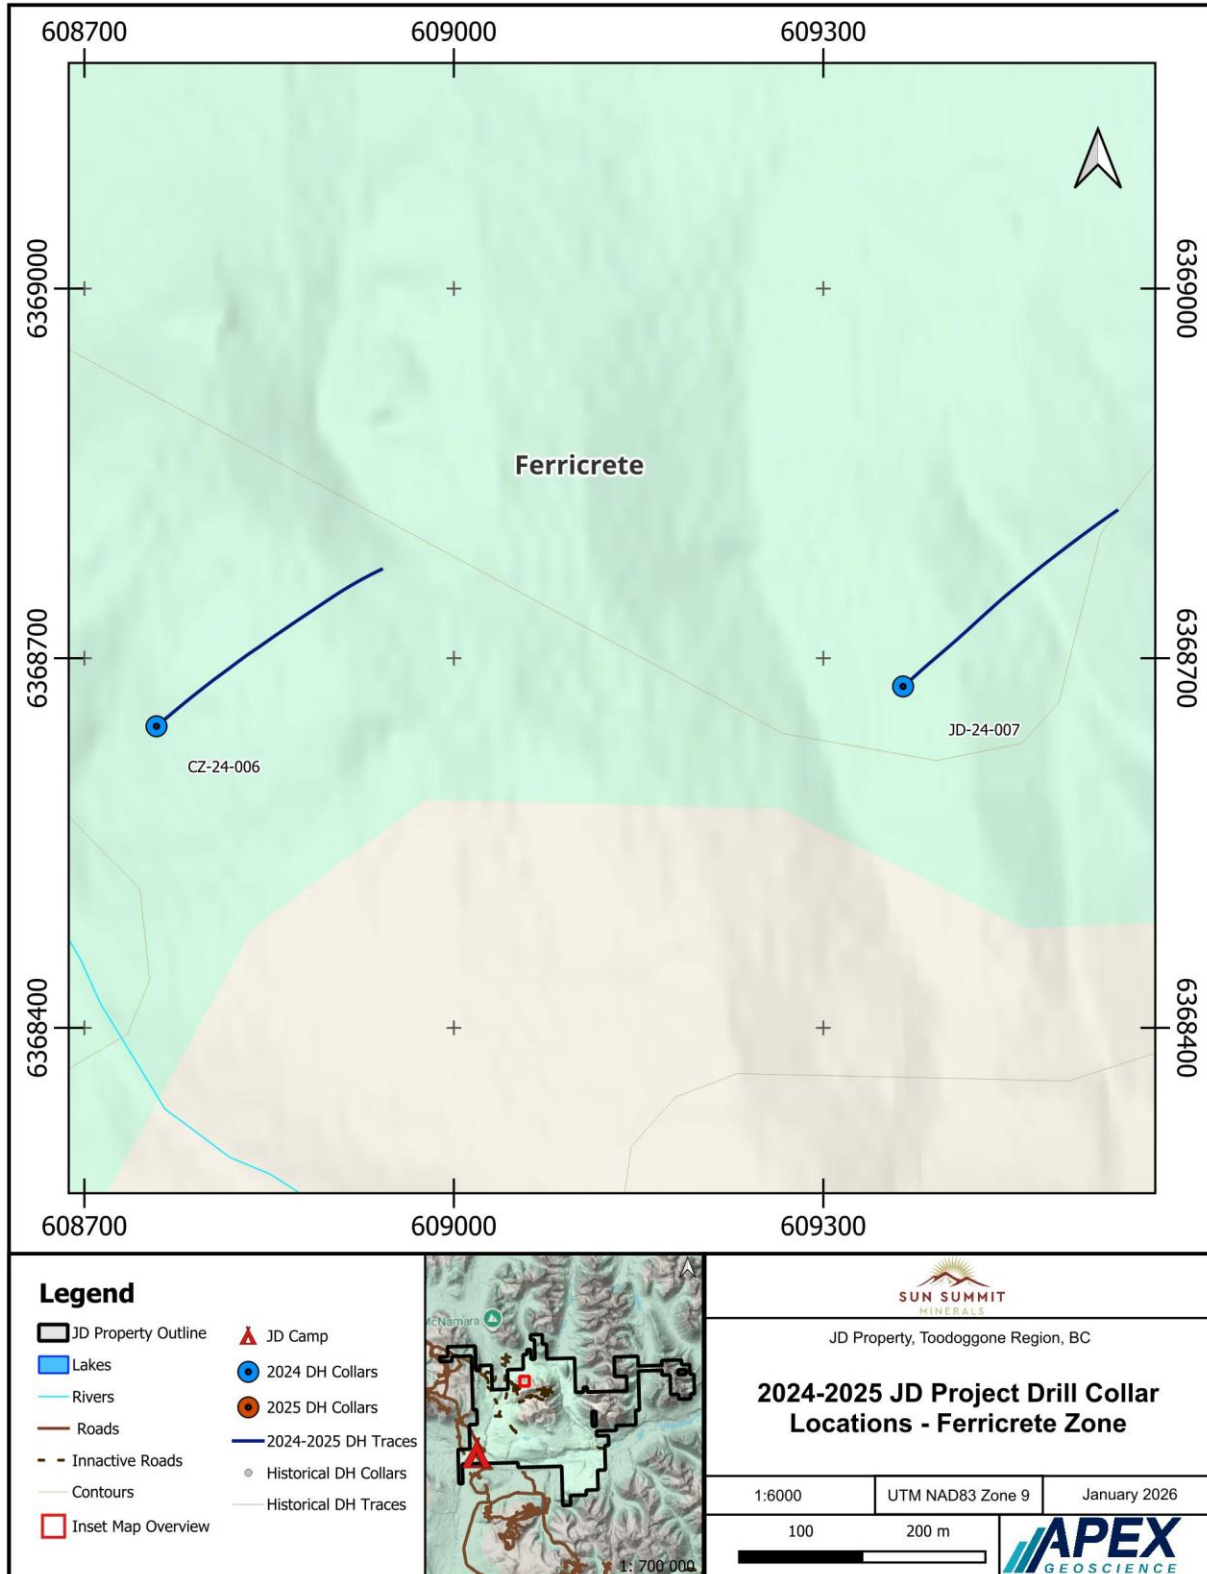 608700 609000 609300
6369000
6369000
Ferricrete
6368700
6368700
JD-24-007
CZ-24-006
6368400
6368400
608700 609000 609300
Legend
JD Property Outline
Lakes
Rivers
Roads
Innactive Roads
Contours
Inset Map Overview
JD Camp
2024 DH Collars
2025 DH Collars
2024-2025 DH Traces
Historical DH Collars
Historical DH Traces
McNamara
1: 700 000
SUN SUMMIT
MINERALS
JD Property, Toodoggone Region, BC
2024-2025 JD Project Drill Collar
Locations - Ferricrete Zone
1:6000 UTM NAD83 Zone 9 January 2026
100 200 m
APEX
GEOSCIENCE